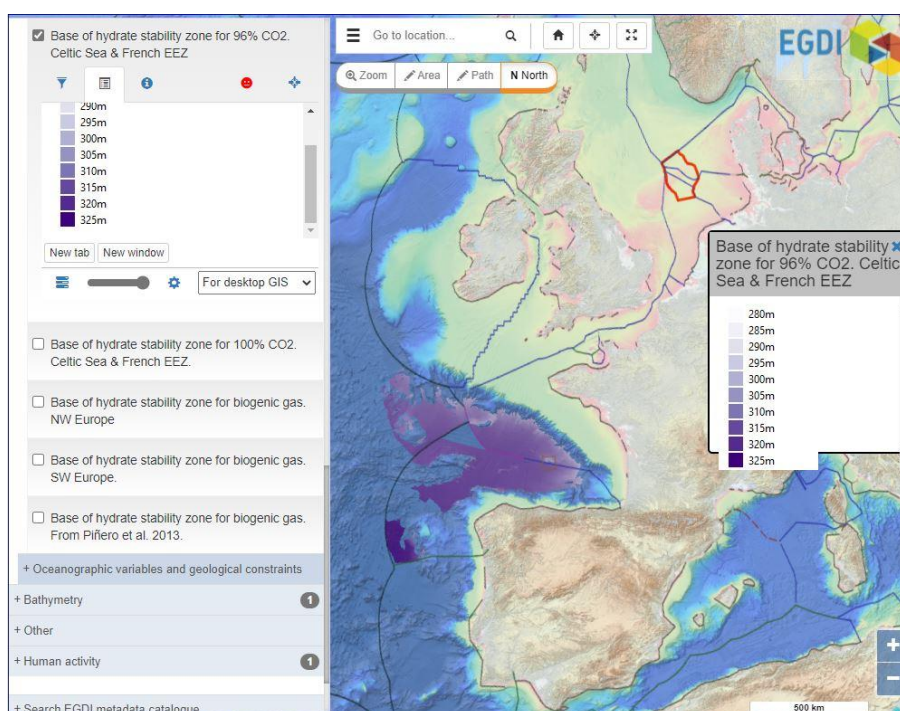 Base of hydrate stability zone for 96% CO2.
Celtic Sea & French EEZ
290m
295m
300m
305m
310m
315m
320m
325m
New tab
New window
For desktop GIS
Base of hydrate stability zone for 100% CO2.
Celtic Sea & French EEZ.
Base of hydrate stability zone for biogenic gas.
NW Europe
Base of hydrate stability zone for biogenic gas.
SW Europe.
Base of hydrate stability zone for biogenic gas.
From Piñero et al. 2013.
+ Oceanographic variables and geological constraints
+ Bathymetry 1
+ Other
+ Human activity 1
+ Search EGDI metadata catalogue
Go to location...
Zoom
Area
Path
N North
EGDI
Base of hydrate stability
zone for 96% CO2. Celtic
Sea & French EEZ
280m
285m
290m
295m
300m
305m
310m
315m
320m
325m
+
−
500 km